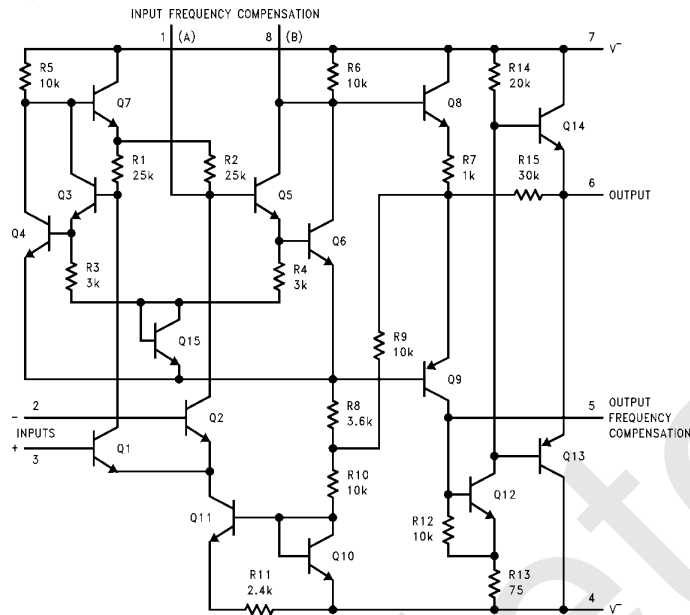 INPUT FREQUENCY COMPENSATION
1 (A)
8 (B)
7
V-
R5
10k
Q7
R6
10k
Q8
R14
20k
Q14
R1
25k
R2
25k
R7
1k
R15
30k
6
OUTPUT
Q3
Q5
Q4
Q6
R3
3k
R4
3k
Q15
R9
10k
Q9
2
-
Q2
R8
3.6k
5
OUTPUT
FREQUENCY
COMPENSATION
INPUTS
+
3
Q1
R10
10k
Q13
Q12
Q11
R12
10k
Q10
R11
2.4k
R13
75
4
V-